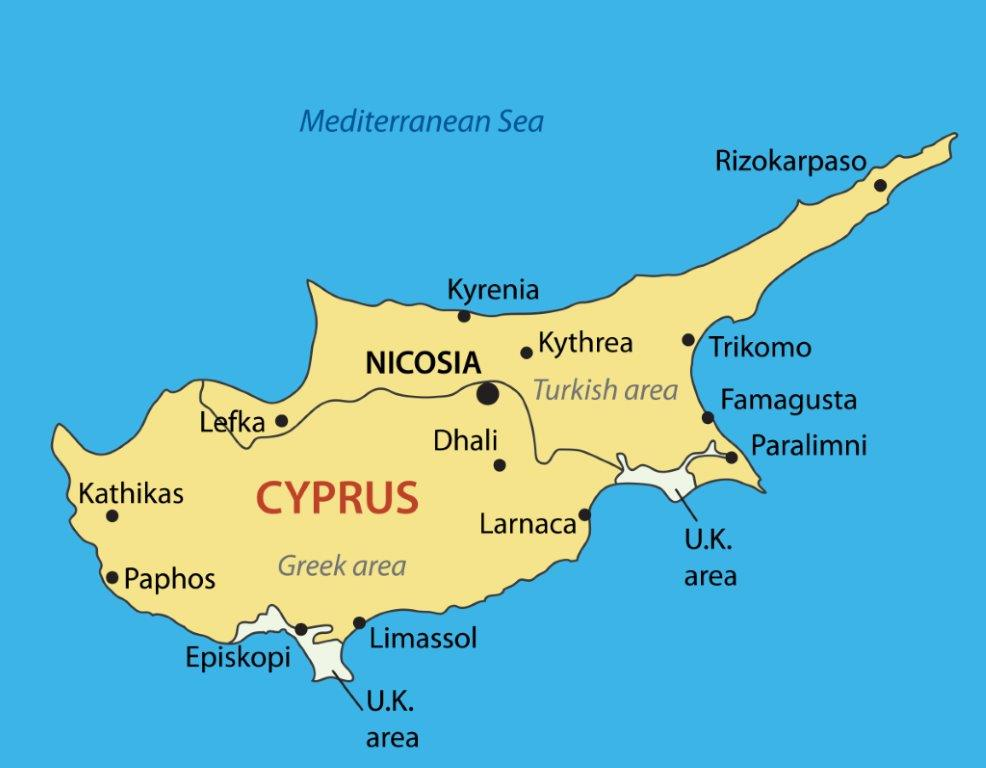 Mediterranean Sea
Rizokarpaso
Kyrenia
Kythrea
Trikomo
NICOSIA
Turkish area
Famagusta
Lefka
Dhali
Paralimni
Kathikas
CYPRUS
Larnaca
U.K.
area
Greek area
Paphos
Limassol
Episkopi
U.K.
area